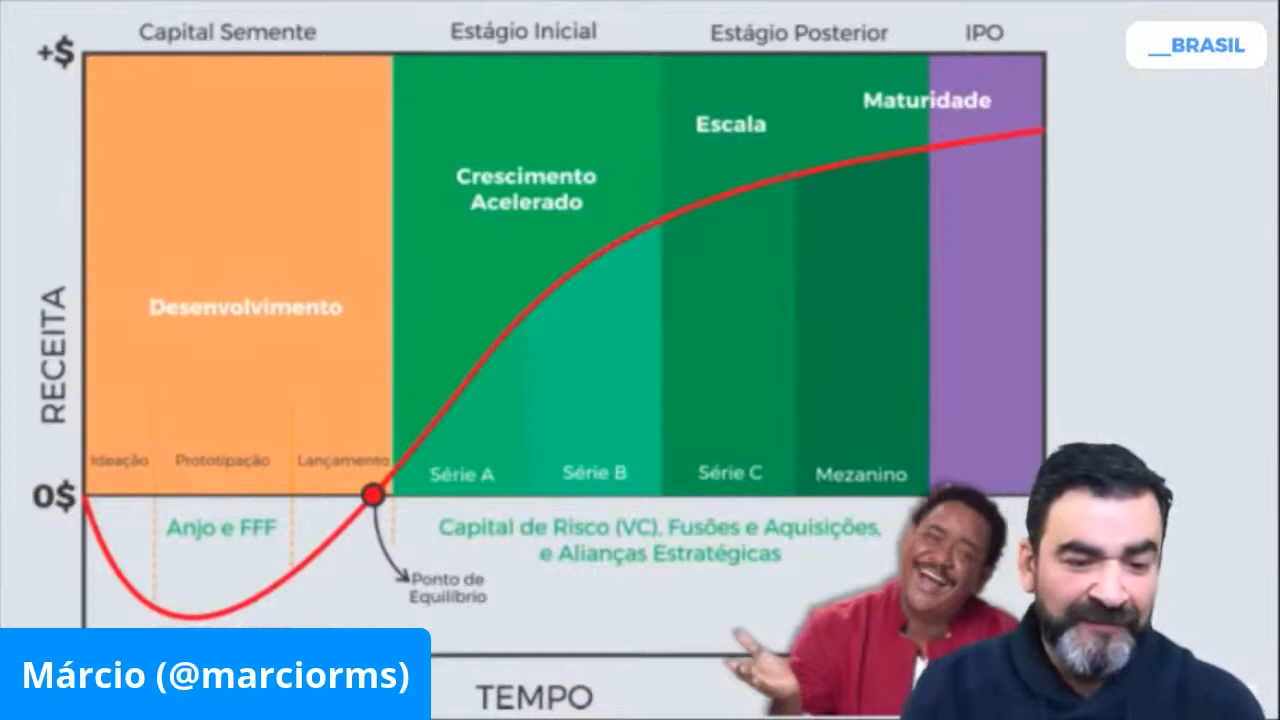 Capital Semente
Estágio Inicial
Estágio Posterior
IPO
__BRASIL
+$
Maturidade
Escala
Crescimento
Acelerado
Desenvolvimento
RECEITA
Ideação
Prototipação
Lançamento
Série A
Série B
Série C
Mezanino
0$
Anjo e FFF
Capital de Risco (VC), Fusões e Aquisições,
e Alianças Estratégicas
Ponto de
Equilíbrio
Márcio (@marciorms)
TEMPO